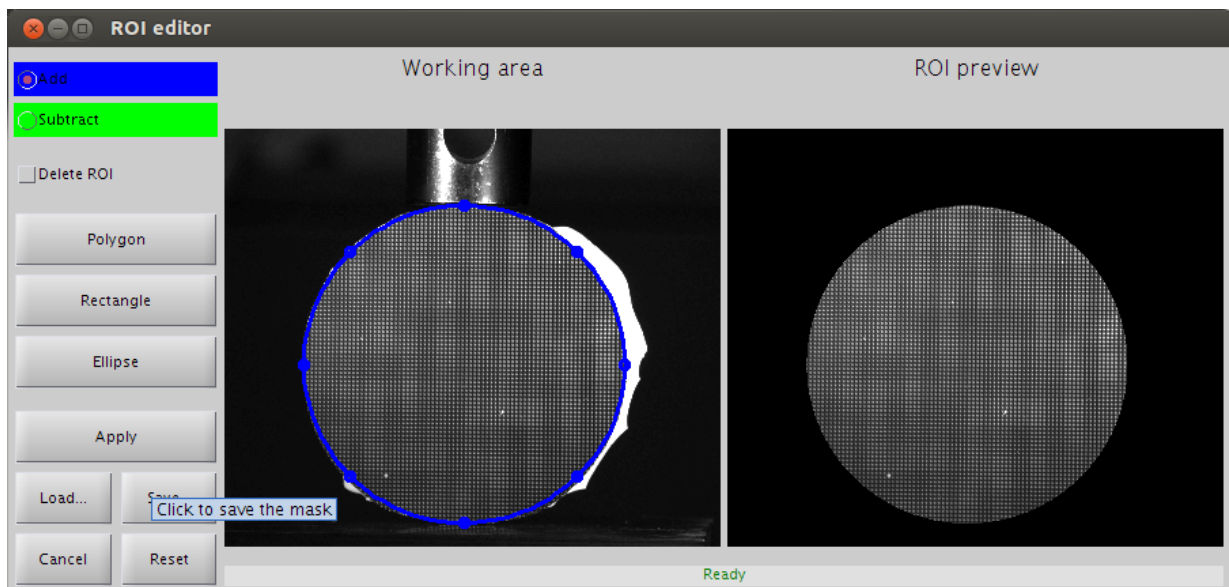 ROI editor
Add
Subtract
Delete ROI
Polygon
Rectangle
Ellipse
Apply
Load...
Save
Click to save the mask
Cancel
Reset
Working area
ROI preview
Ready